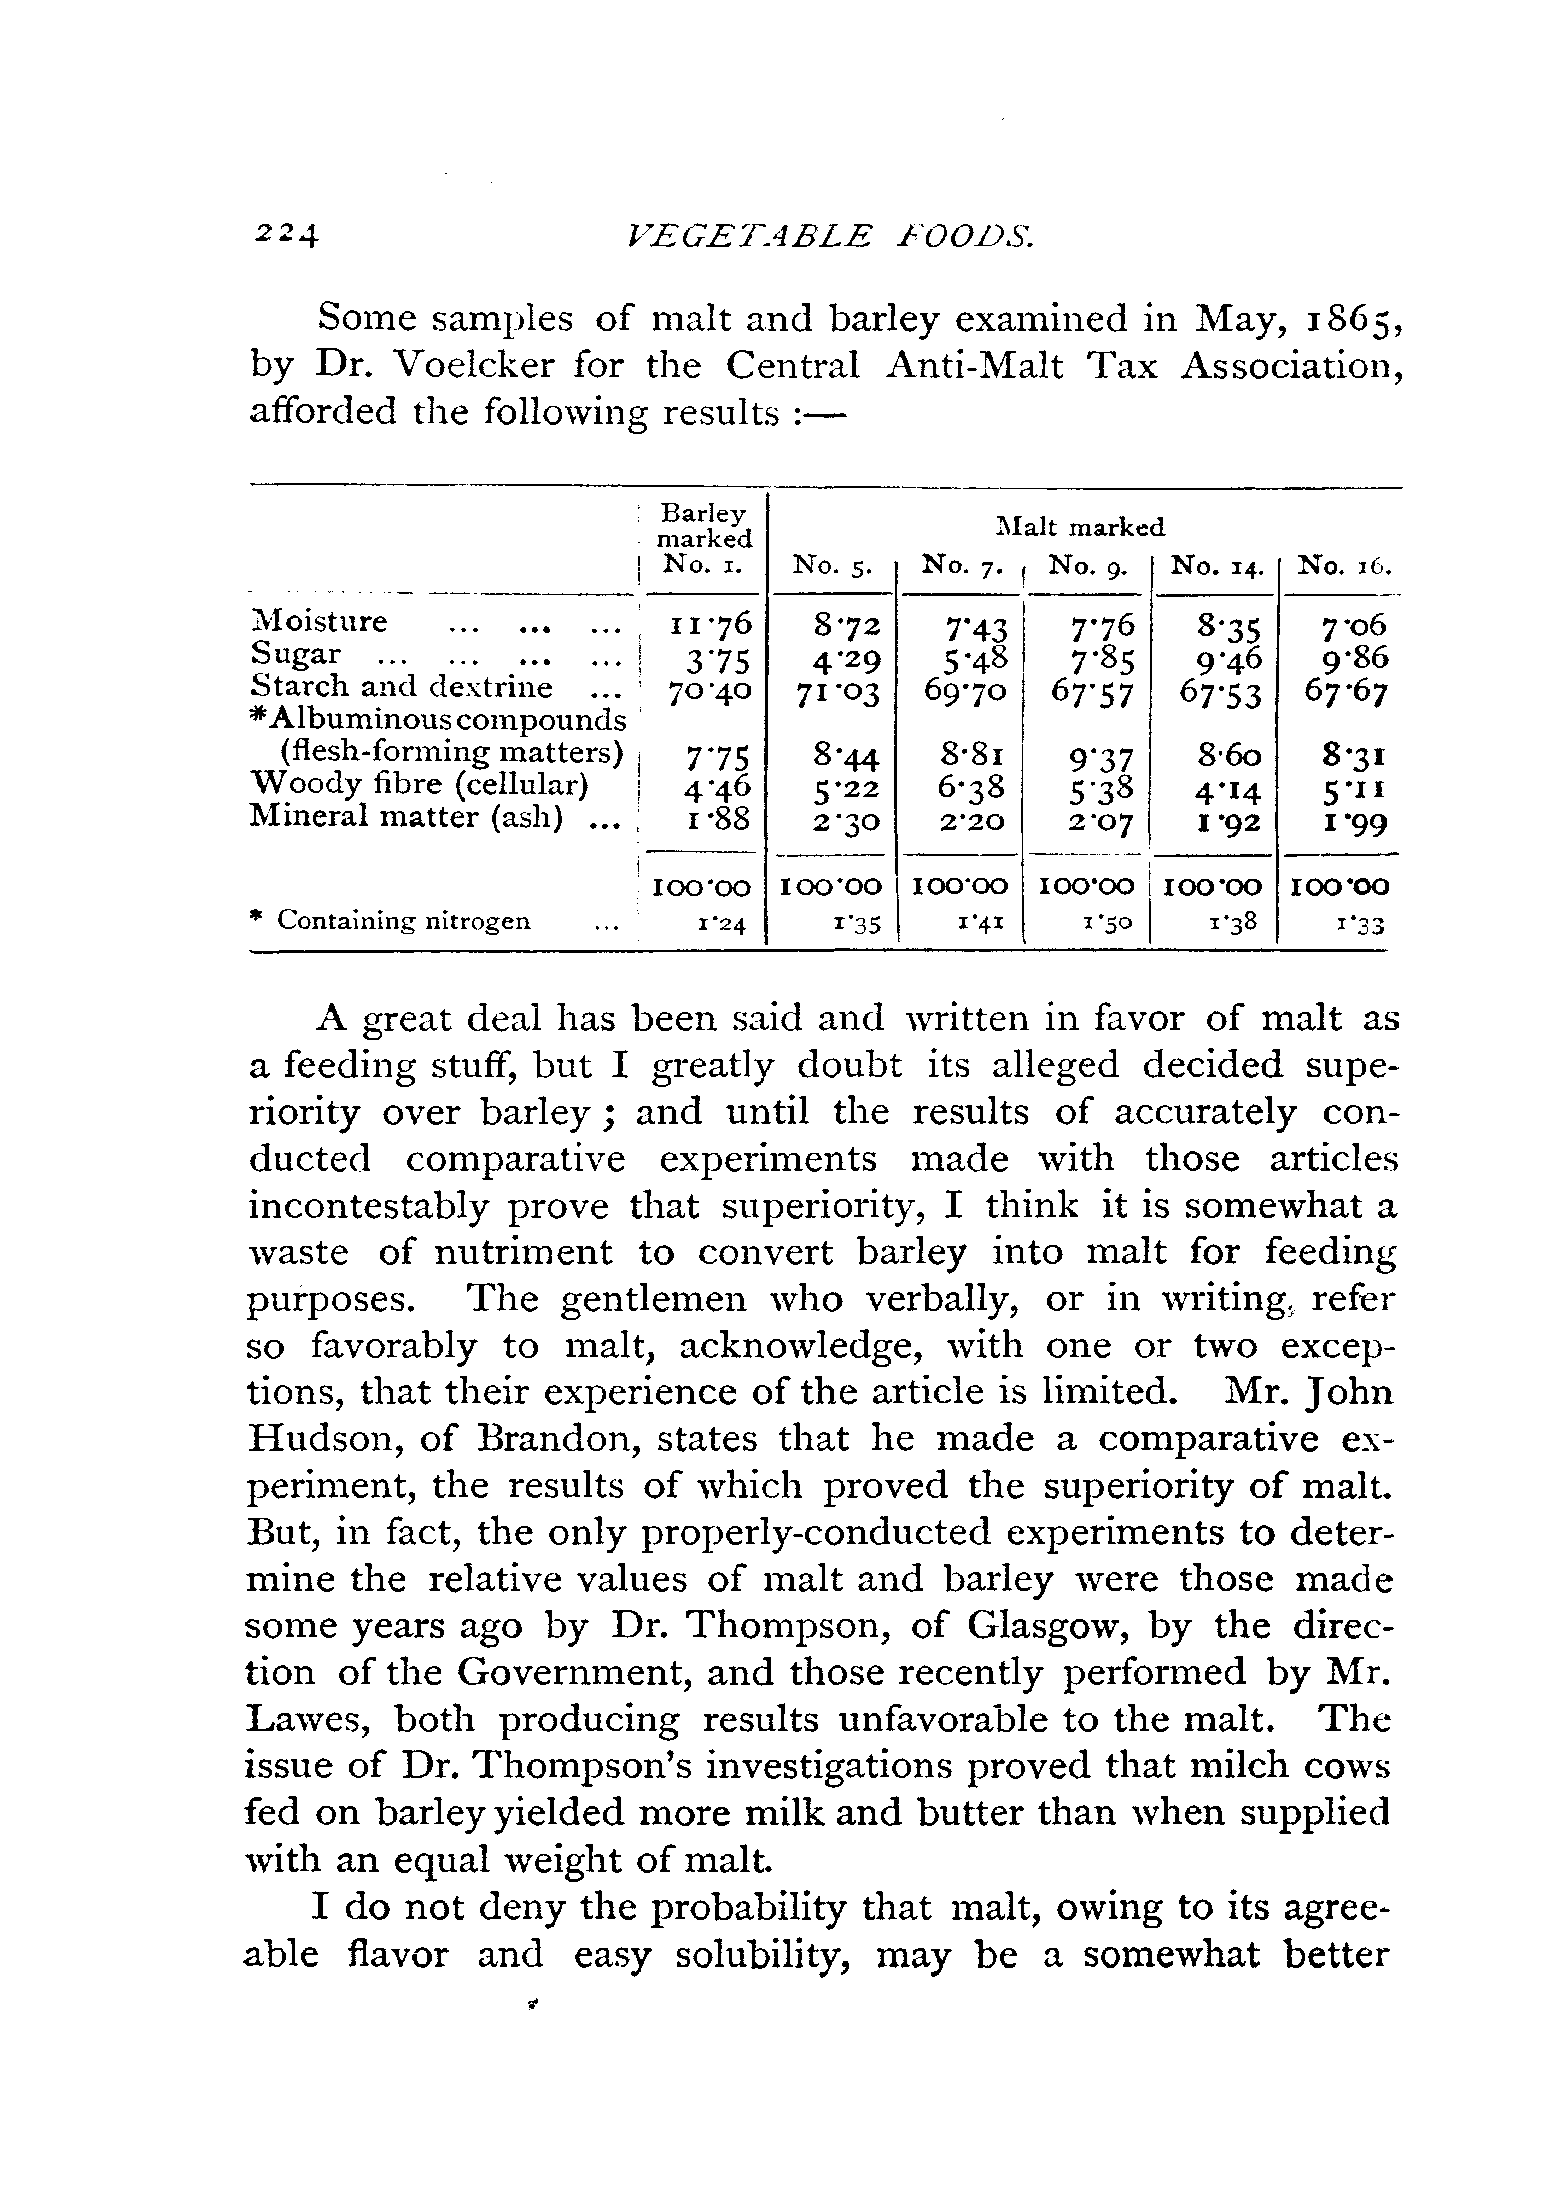 224 VEGETABLE FOODS.
Some samples of malt and barley examined in May, 1865,
by Dr. Voelcker for the Central Anti-Malt Tax Association,
afforded the following results :—
Barley
marked
No. 1.
Malt marked
No. 5. No. 7. No. 9. No. 14. No. 16.
Moisture ... ... ... 11·76 8·72 7·43 7·76 8·35 7·06
Sugar ... ... ... ... 3·75 4·29 5·48 7·85 9·46 9·86
Starch and dextrine ... 70·40 71·03 69·70 67·57 67·53 67·67
*Albuminous compounds
(flesh-forming matters) 7·75 8·44 8·81 9·37 8·60 8·31
Woody fibre (cellular) 4·46 5·22 6·38 5·38 4·14 5·11
Mineral matter (ash) ... 1·88 2·30 2·20 2·07 1·92 1·99
100·00 100·00 100·00 100·00 100·00 100·00
* Containing nitrogen ... 1·24 1·35 1·41 1·50 1·38 1·33
A great deal has been said and written in favor of malt as
a feeding stuff, but I greatly doubt its alleged decided supe-
riority over barley ; and until the results of accurately con-
ducted comparative experiments made with those articles
incontestably prove that superiority, I think it is somewhat a
waste of nutriment to convert barley into malt for feeding
purposes. The gentlemen who verbally, or in writing, refer
so favorably to malt, acknowledge, with one or two excep-
tions, that their experience of the article is limited. Mr. John
Hudson, of Brandon, states that he made a comparative ex-
periment, the results of which proved the superiority of malt.
But, in fact, the only properly-conducted experiments to deter-
mine the relative values of malt and barley were those made
some years ago by Dr. Thompson, of Glasgow, by the direc-
tion of the Government, and those recently performed by Mr.
Lawes, both producing results unfavorable to the malt. The
issue of Dr. Thompson's investigations proved that milch cows
fed on barley yielded more milk and butter than when supplied
with an equal weight of malt.
I do not deny the probability that malt, owing to its agree-
able flavor and easy solubility, may be a somewhat better